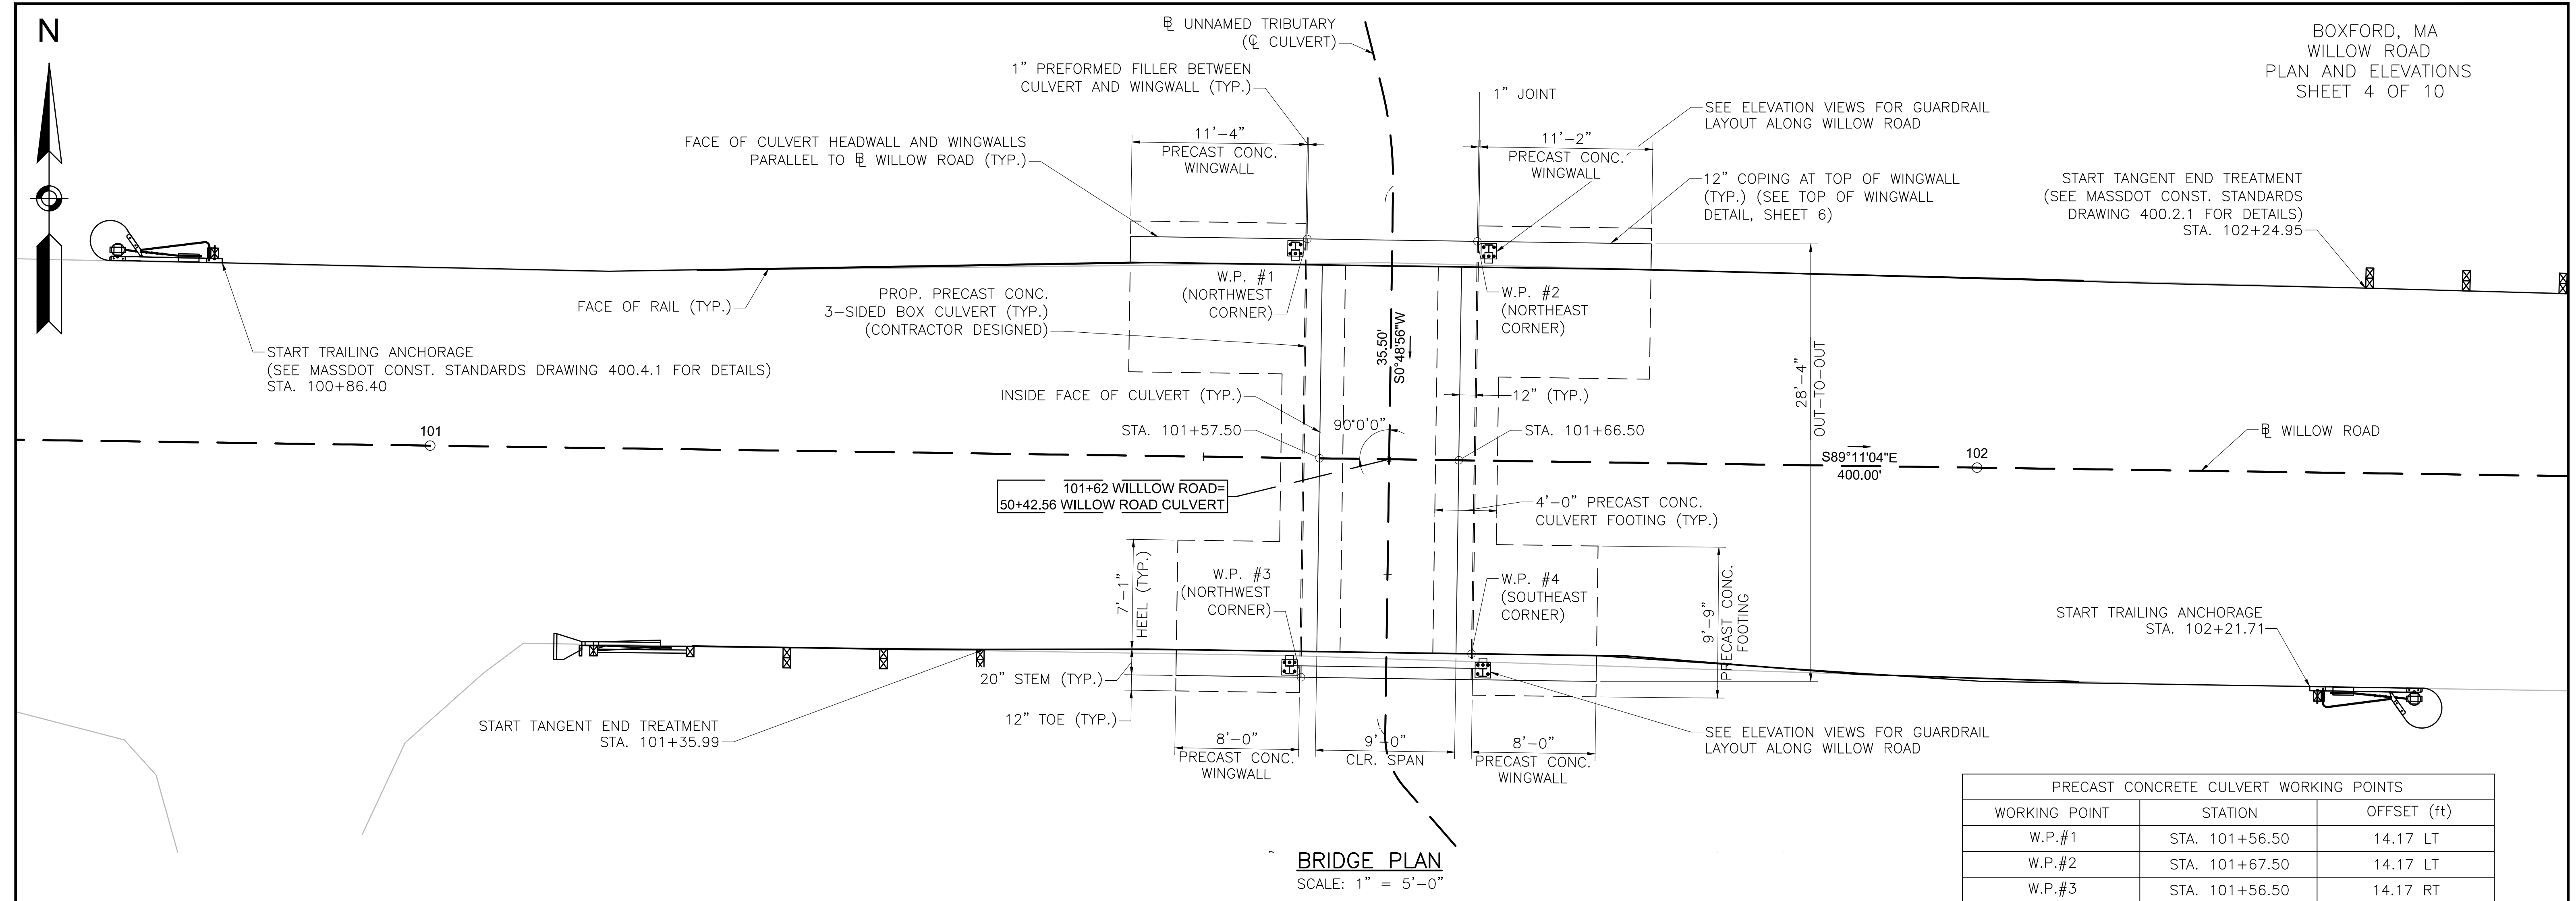 N
BOXFORD, MA
WILLOW ROAD
PLAN AND ELEVATIONS
SHEET 4 OF 10
℄ UNNAMED TRIBUTARY
(℄ CULVERT)
1" PREFORMED FILLER BETWEEN
CULVERT AND WINGWALL (TYP.)
1" JOINT
SEE ELEVATION VIEWS FOR GUARDRAIL
LAYOUT ALONG WILLOW ROAD
FACE OF CULVERT HEADWALL AND WINGWALLS
PARALLEL TO ℄ WILLOW ROAD (TYP.)
11'-4"
PRECAST CONC.
WINGWALL
11'-2"
PRECAST CONC.
WINGWALL
12" COPING AT TOP OF WINGWALL
(TYP.) (SEE TOP OF WINGWALL
DETAIL, SHEET 6)
START TANGENT END TREATMENT
(SEE MASSDOT CONST. STANDARDS
DRAWING 400.2.1 FOR DETAILS)
STA. 102+24.95
FACE OF RAIL (TYP.)
PROP. PRECAST CONC.
3-SIDED BOX CULVERT (TYP.)
(CONTRACTOR DESIGNED)
W.P. #1
(NORTHWEST
CORNER)
W.P. #2
(NORTHEAST
CORNER)
35.50'
S0°48'56"W
START TRAILING ANCHORAGE
(SEE MASSDOT CONST. STANDARDS DRAWING 400.4.1 FOR DETAILS)
STA. 100+86.40
28'-4"
OUT-TO-OUT
INSIDE FACE OF CULVERT (TYP.)
12" (TYP.)
101
STA. 101+57.50
90°0'0"
STA. 101+66.50
℄ WILLOW ROAD
S89°11'04"E
400.00'
102
101+62 WILLLOW ROAD=
50+42.56 WILLOW ROAD CULVERT
4'-0" PRECAST CONC.
CULVERT FOOTING (TYP.)
7'-1"
HEEL (TYP.)
W.P. #3
(NORTHWEST
CORNER)
W.P. #4
(SOUTHEAST
CORNER)
9'-9"
PRECAST CONC.
FOOTING
START TRAILING ANCHORAGE
STA. 102+21.71
20" STEM (TYP.)
12" TOE (TYP.)
START TANGENT END TREATMENT
STA. 101+35.99
8'-0"
PRECAST CONC.
WINGWALL
9'-0"
CLR. SPAN
8'-0"
PRECAST CONC.
WINGWALL
SEE ELEVATION VIEWS FOR GUARDRAIL
LAYOUT ALONG WILLOW ROAD
BRIDGE PLAN
SCALE: 1" = 5'-0"
PRECAST CONCRETE CULVERT WORKING POINTS
WORKING POINT STATION OFFSET (ft)
W.P.#1 STA. 101+56.50 14.17 LT
W.P.#2 STA. 101+67.50 14.17 LT
W.P.#3 STA. 101+56.50 14.17 RT